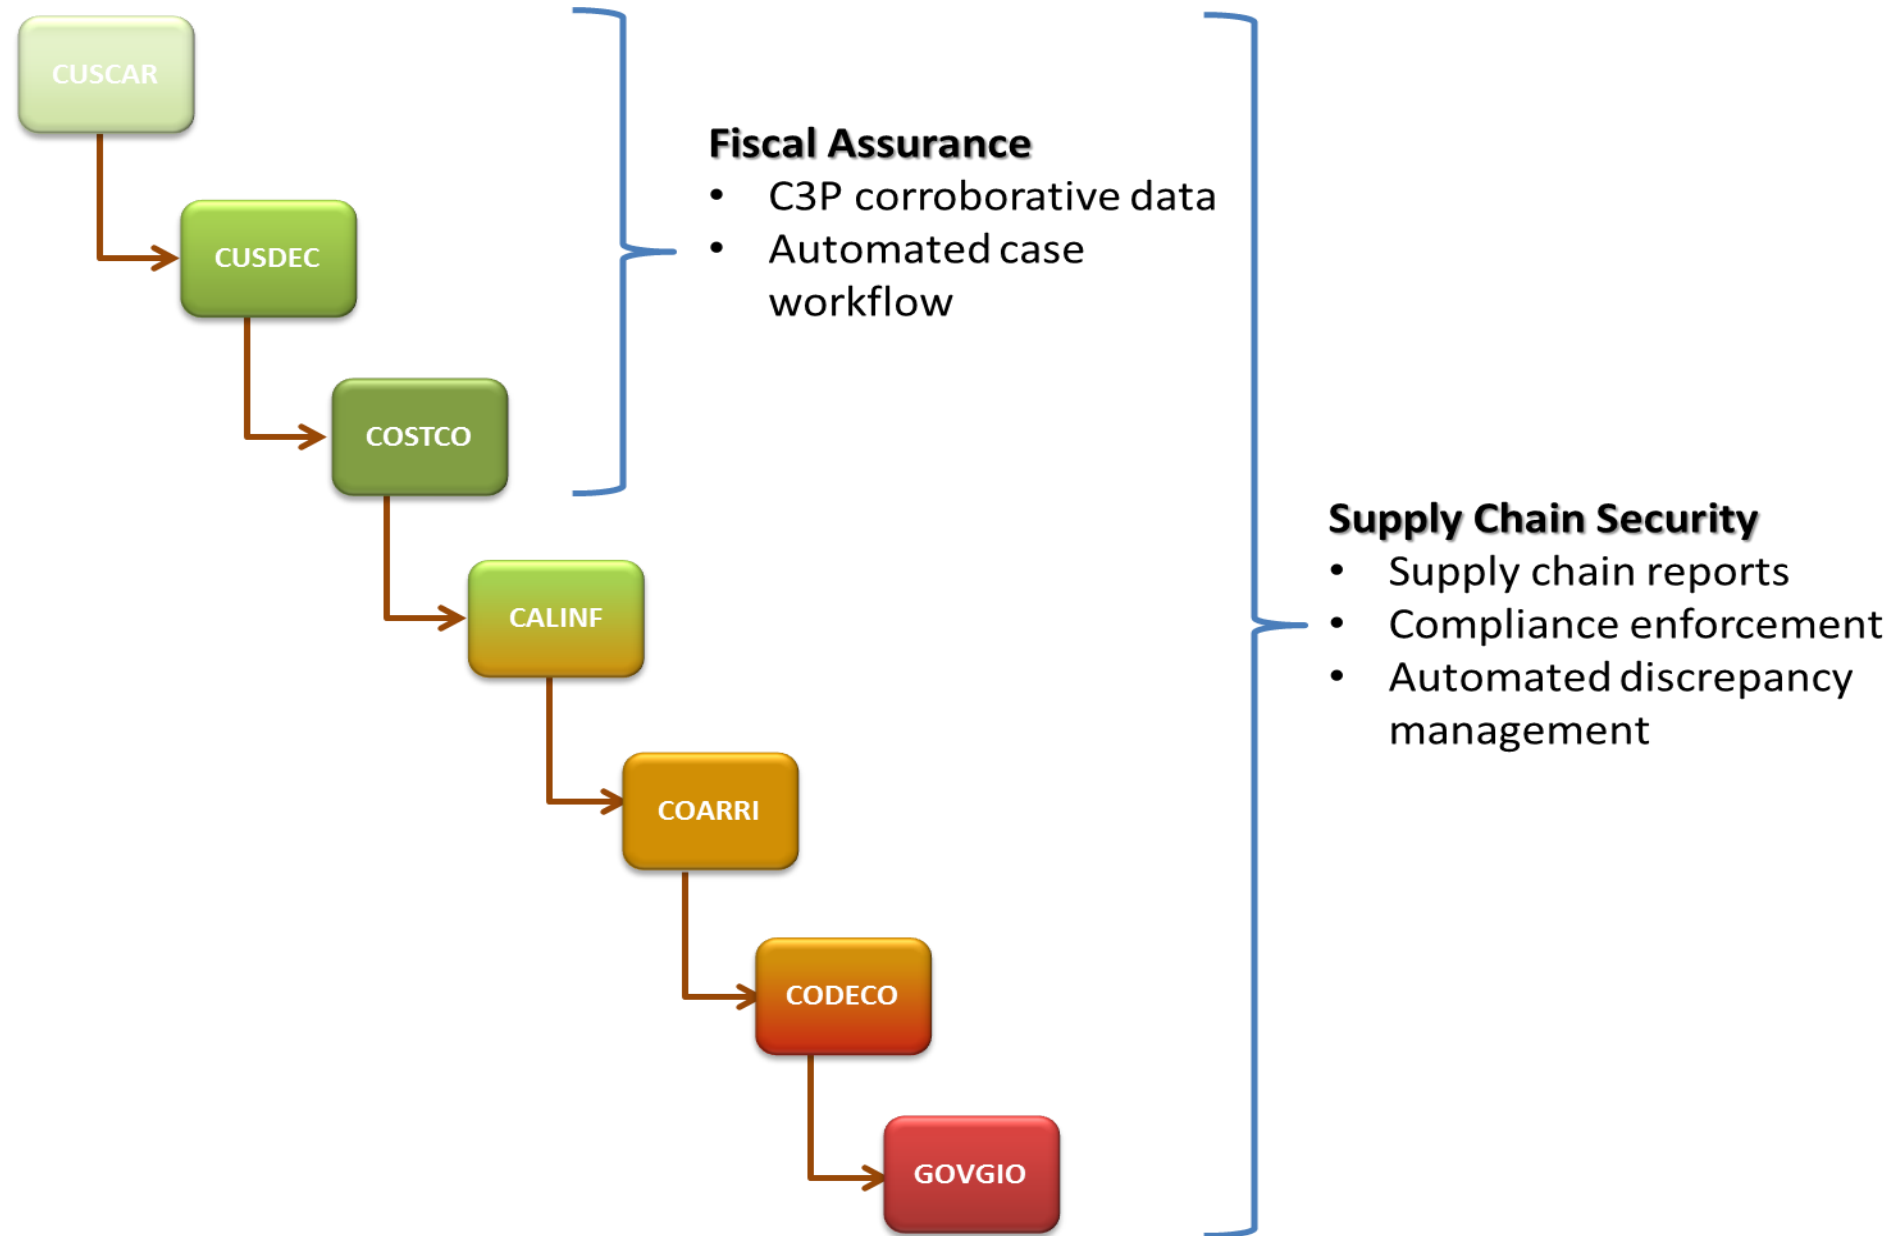 CUSCAR
CUSDEC
COSTCO
CALINF
COARRI
CODECO
GOVGIO
Fiscal Assurance
• C3P corroborative data
• Automated case
workflow
Supply Chain Security
• Supply chain reports
• Compliance enforcement
• Automated discrepancy
management